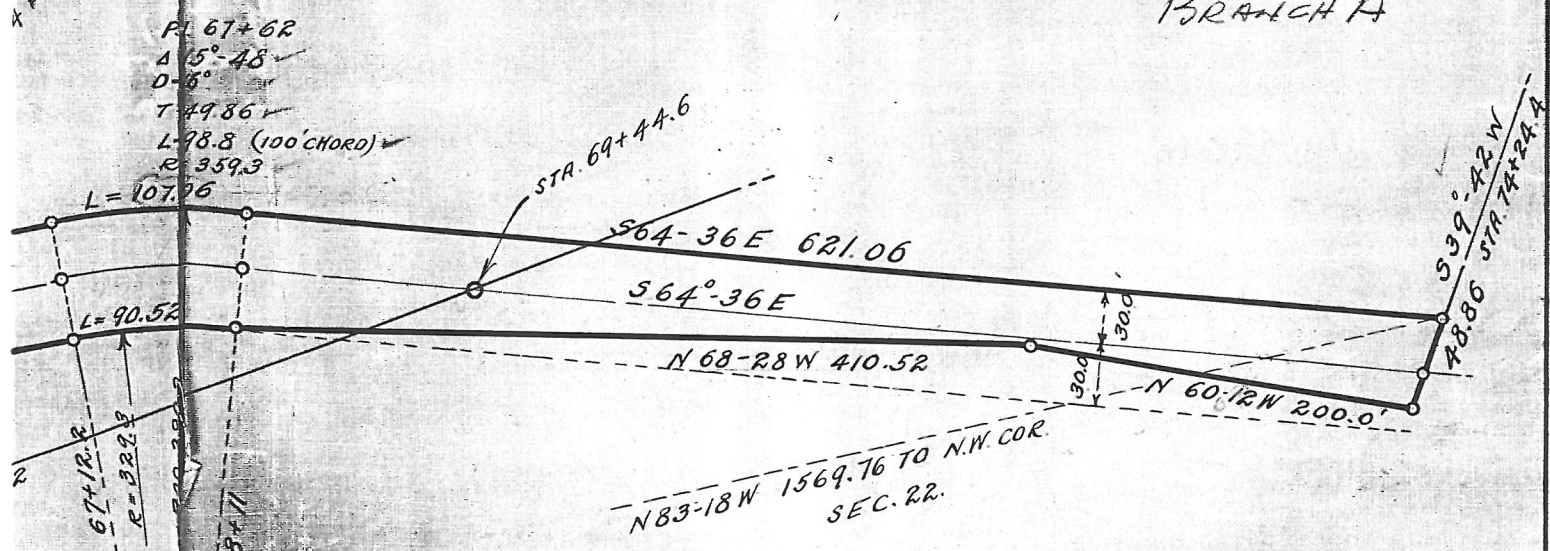 BRANCH A
P.I. 67+62
Δ 15°-48
D-16°
T-49.86
L-98.8 (100' CHORD)
R-359.3
L = 107.06
STA. 69+44.6
S64-36E 621.06
S64°-36E
L=90.52
N 68-28 W 410.52
30.0'
30.0
N 60-12W 200.0'
S39°-42W
48.86 STA. 74+24.4
N83-18W 1569.76 TO N.W. COR.
SEC. 22.
67+12.2
R=329.3
2